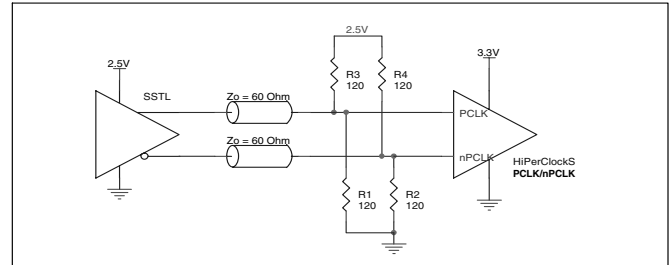 2.5V
3.3V
2.5V
R3
120
R4
120
SSTL
Zo = 60 Ohm
PCLK
Zo = 60 Ohm
nPCLK
HiPerClockS
PCLK/nPCLK
R1
120
R2
120